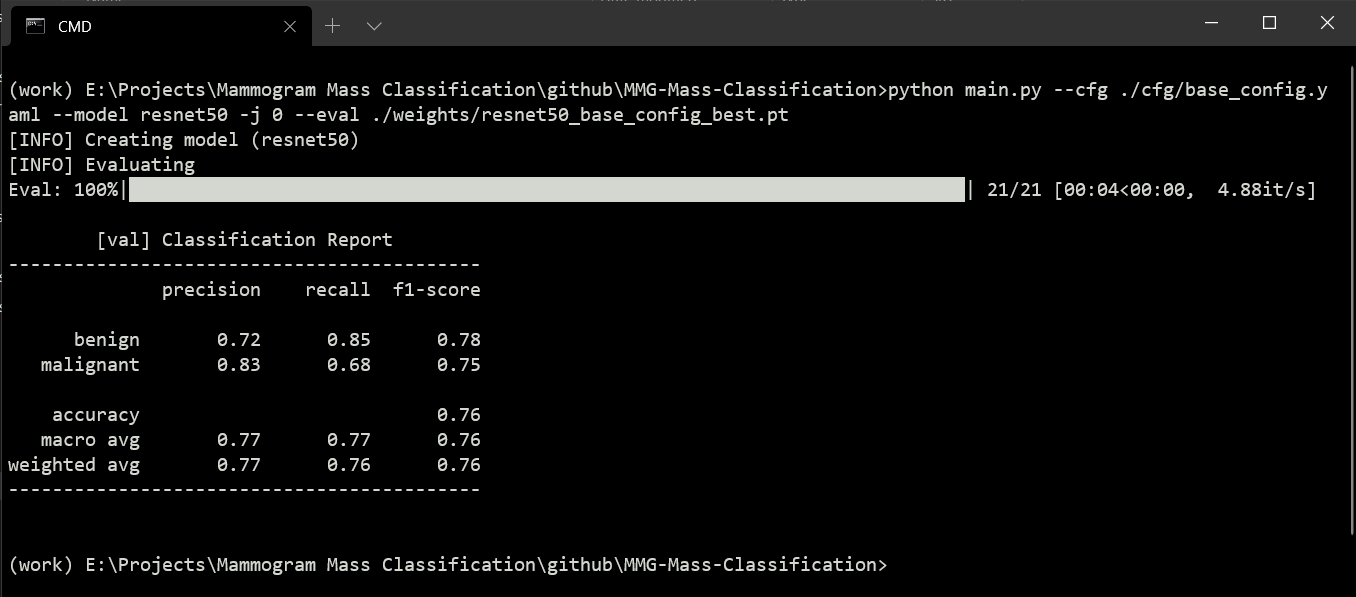 CMD
(work) E:\Projects\Mammogram Mass Classification\github\MMG-Mass-Classification>python main.py --cfg ./cfg/base_config.y
aml --model resnet50 -j 0 --eval ./weights/resnet50_base_config_best.pt
[INFO] Creating model (resnet50)
[INFO] Evaluating
Eval: 100%| | 21/21 [00:04<00:00,  4.88it/s]
[val] Classification Report
-------------------------------------------
precision    recall  f1-score
benign       0.72      0.85      0.78
malignant       0.83      0.68      0.75
accuracy                           0.76
macro avg       0.77      0.77      0.76
weighted avg       0.77      0.76      0.76
-------------------------------------------
(work) E:\Projects\Mammogram Mass Classification\github\MMG-Mass-Classification>